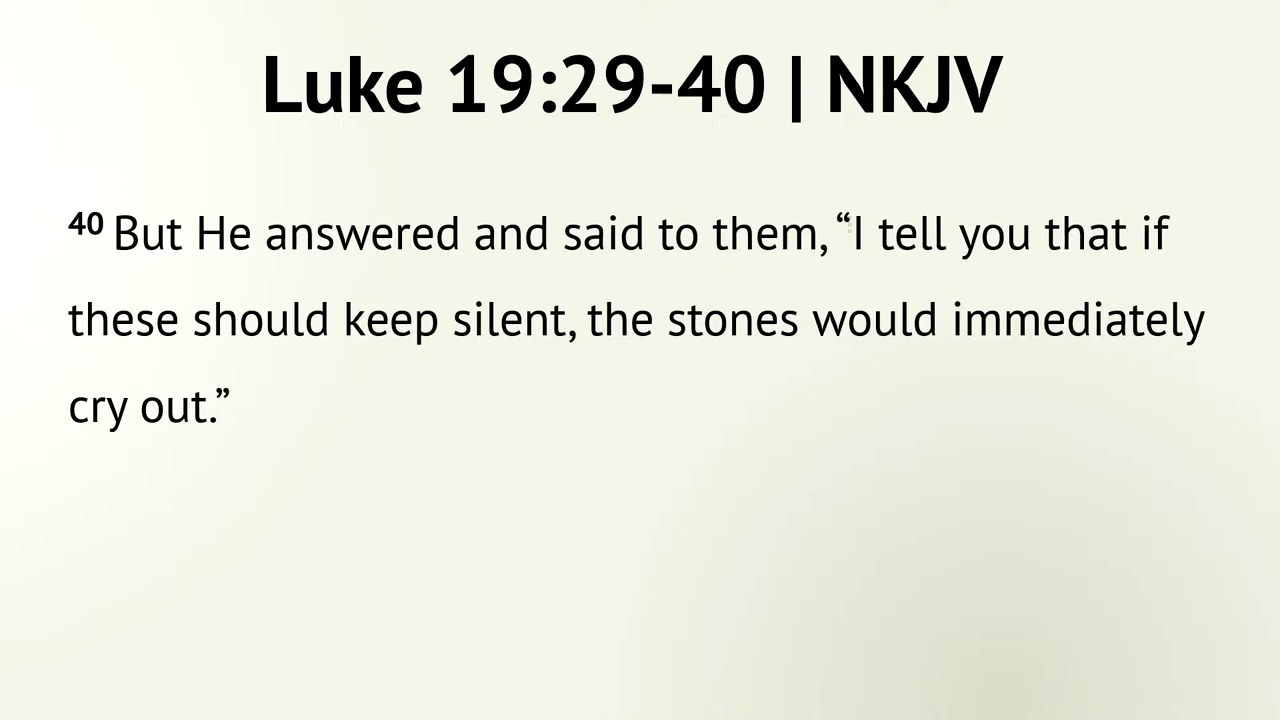 Luke 19:29-40 | NKJV
40 But He answered and said to them, “I tell you that if
these should keep silent, the stones would immediately
cry out.”